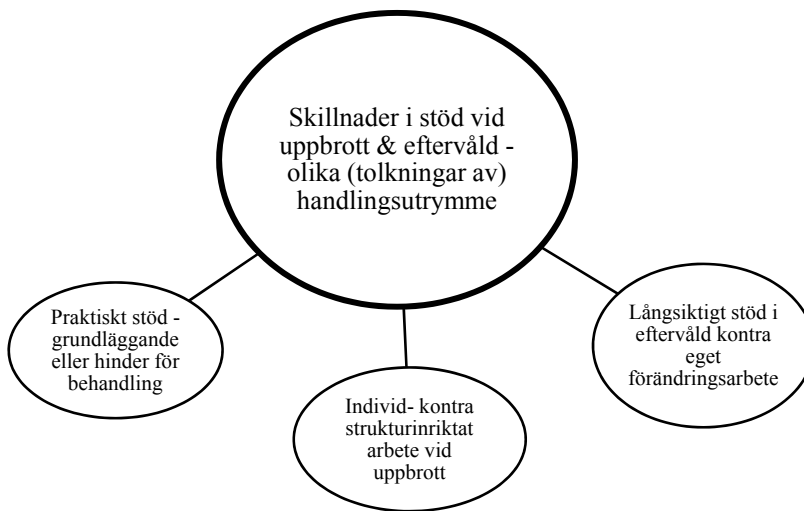 Skillnader i stöd vid
uppbrott & eftervåld -
olika (tolkningar av)
handlingsutrymme
Praktiskt stöd -
grundläggande
eller hinder för
behandling
Individ- kontra
strukturinriktat
arbete vid
uppbrott
Långsiktigt stöd i
eftervåld kontra
eget
förändringsarbete